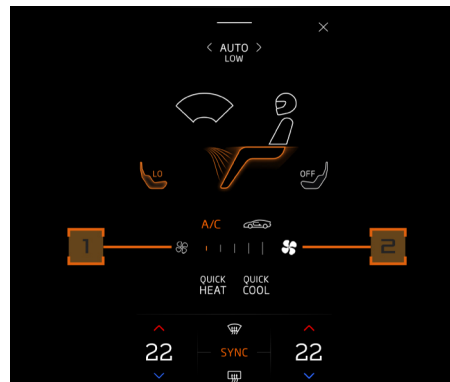 < AUTO >
LOW
LO
OFF
A/C
1
2
QUICK HEAT
QUICK COOL
22
SYNC
22